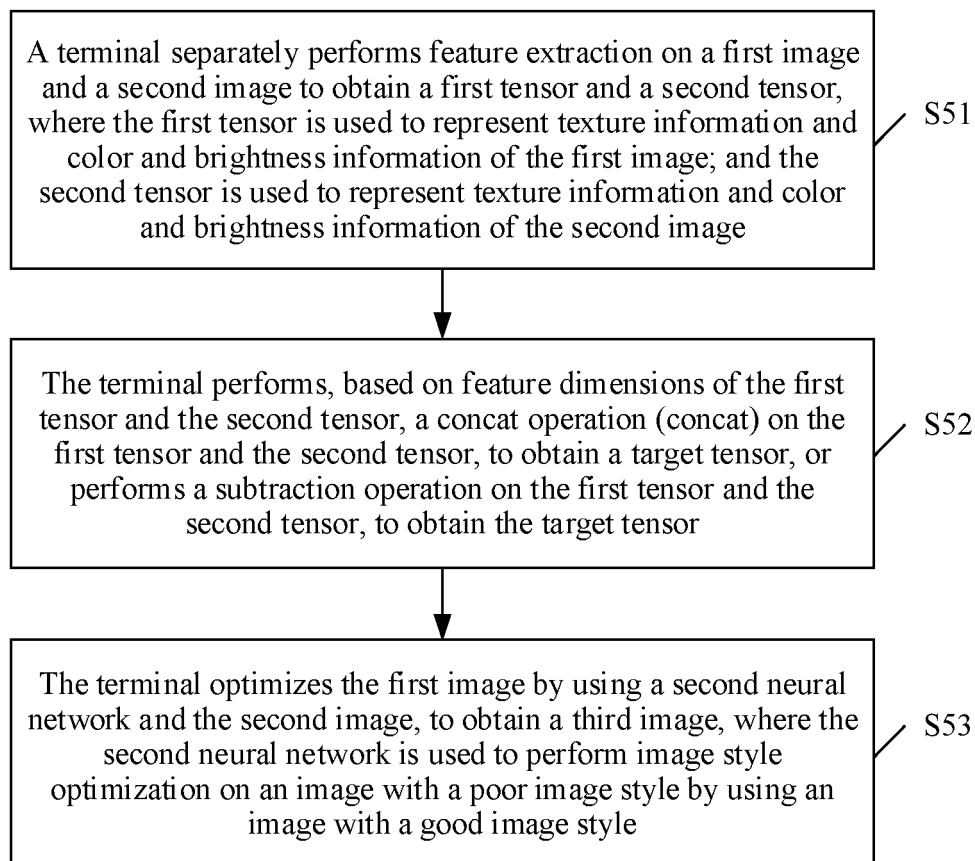 A terminal separately performs feature extraction on a first image
and a second image to obtain a first tensor and a second tensor,
where the first tensor is used to represent texture information and
color and brightness information of the first image; and the
second tensor is used to represent texture information and color
and brightness information of the second image
S51
The terminal performs, based on feature dimensions of the first
tensor and the second tensor, a concat operation (concat) on the
first tensor and the second tensor, to obtain a target tensor, or
performs a subtraction operation on the first tensor and the
second tensor, to obtain the target tensor
S52
The terminal optimizes the first image by using a second neural
network and the second image, to obtain a third image, where the
second neural network is used to perform image style
optimization on an image with a poor image style by using an
image with a good image style
S53